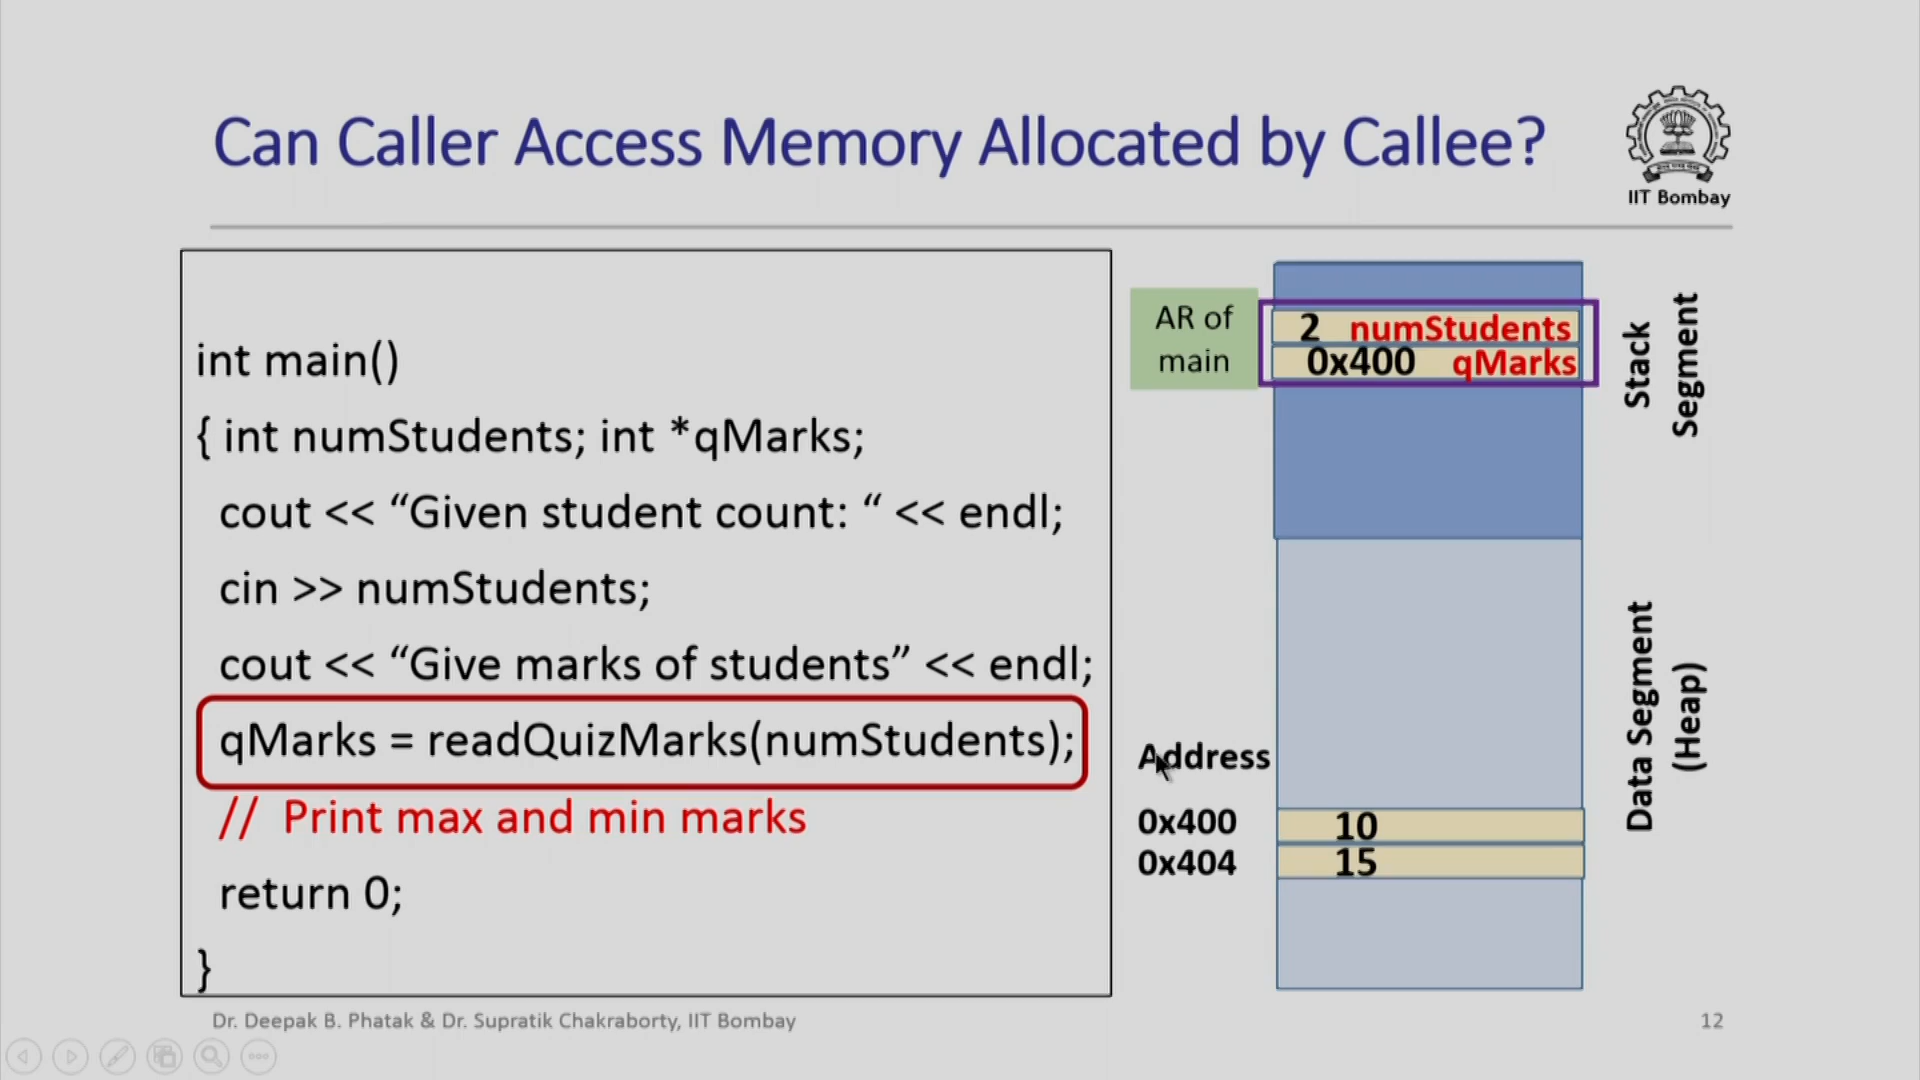 Can Caller Access Memory Allocated by Callee?
IIT Bombay
int main()
{ int numStudents; int *qMarks;
cout << “Given student count: “ << endl;
cin >> numStudents;
cout << “Give marks of students” << endl;
qMarks = readQuizMarks(numStudents);
// Print max and min marks
return 0;
}
AR of
main
2 numStudents
0x400 qMarks
Stack
Segment
Address
0x400 10
0x404 15
Data Segment
(Heap)
Dr. Deepak B. Phatak & Dr. Supratik Chakraborty, IIT Bombay
12